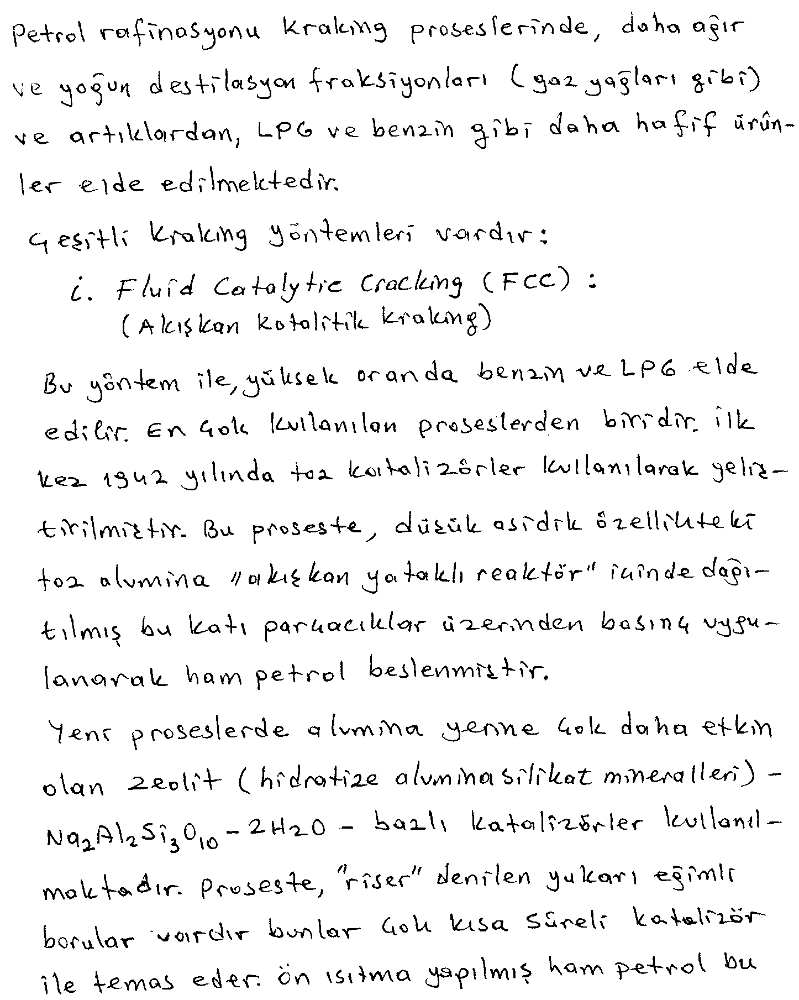 Petrol rafinasyonu kraking proseslerinde, daha ağır
ve yoğun destilasyon fraksiyonları (gaz yağları gibi)
ve artıklardan, LPG ve benzin gibi daha hafif ürün-
ler elde edilmektedir.
Çeşitli kraking yöntemleri vardır:
i. Fluid Catalytic Cracking (FCC) :
(Akışkan katalitik kraking)
Bu yöntem ile, yüksek oranda benzin ve LPG elde
edilir. En çok kullanılan proseslerden biridir. ilk
kez 1942 yılında toz katalizörler kullanılarak geliş-
tirilmiştir. Bu proseste, düşük asidik özellikteki
toz alumina "akışkan yataklı reaktör" içinde dağı-
tılmış bu katı parçacıklar üzerinden basınç uygu-
lanarak ham petrol beslenmiştir.
Yeni proseslerde alumina yerine çok daha etkin
olan zeolit (hidratize aluminasilikat mineralleri) -
Na₂Al₂Si₃O₁₀ - 2H2O - bazlı katalizörler kullanıl-
maktadır. Proseste, "riser" denilen yukarı eğimli
borular vardır bunlar çok kısa süreli katalizör
ile temas eder. ön ısıtma yapılmış ham petrol bu